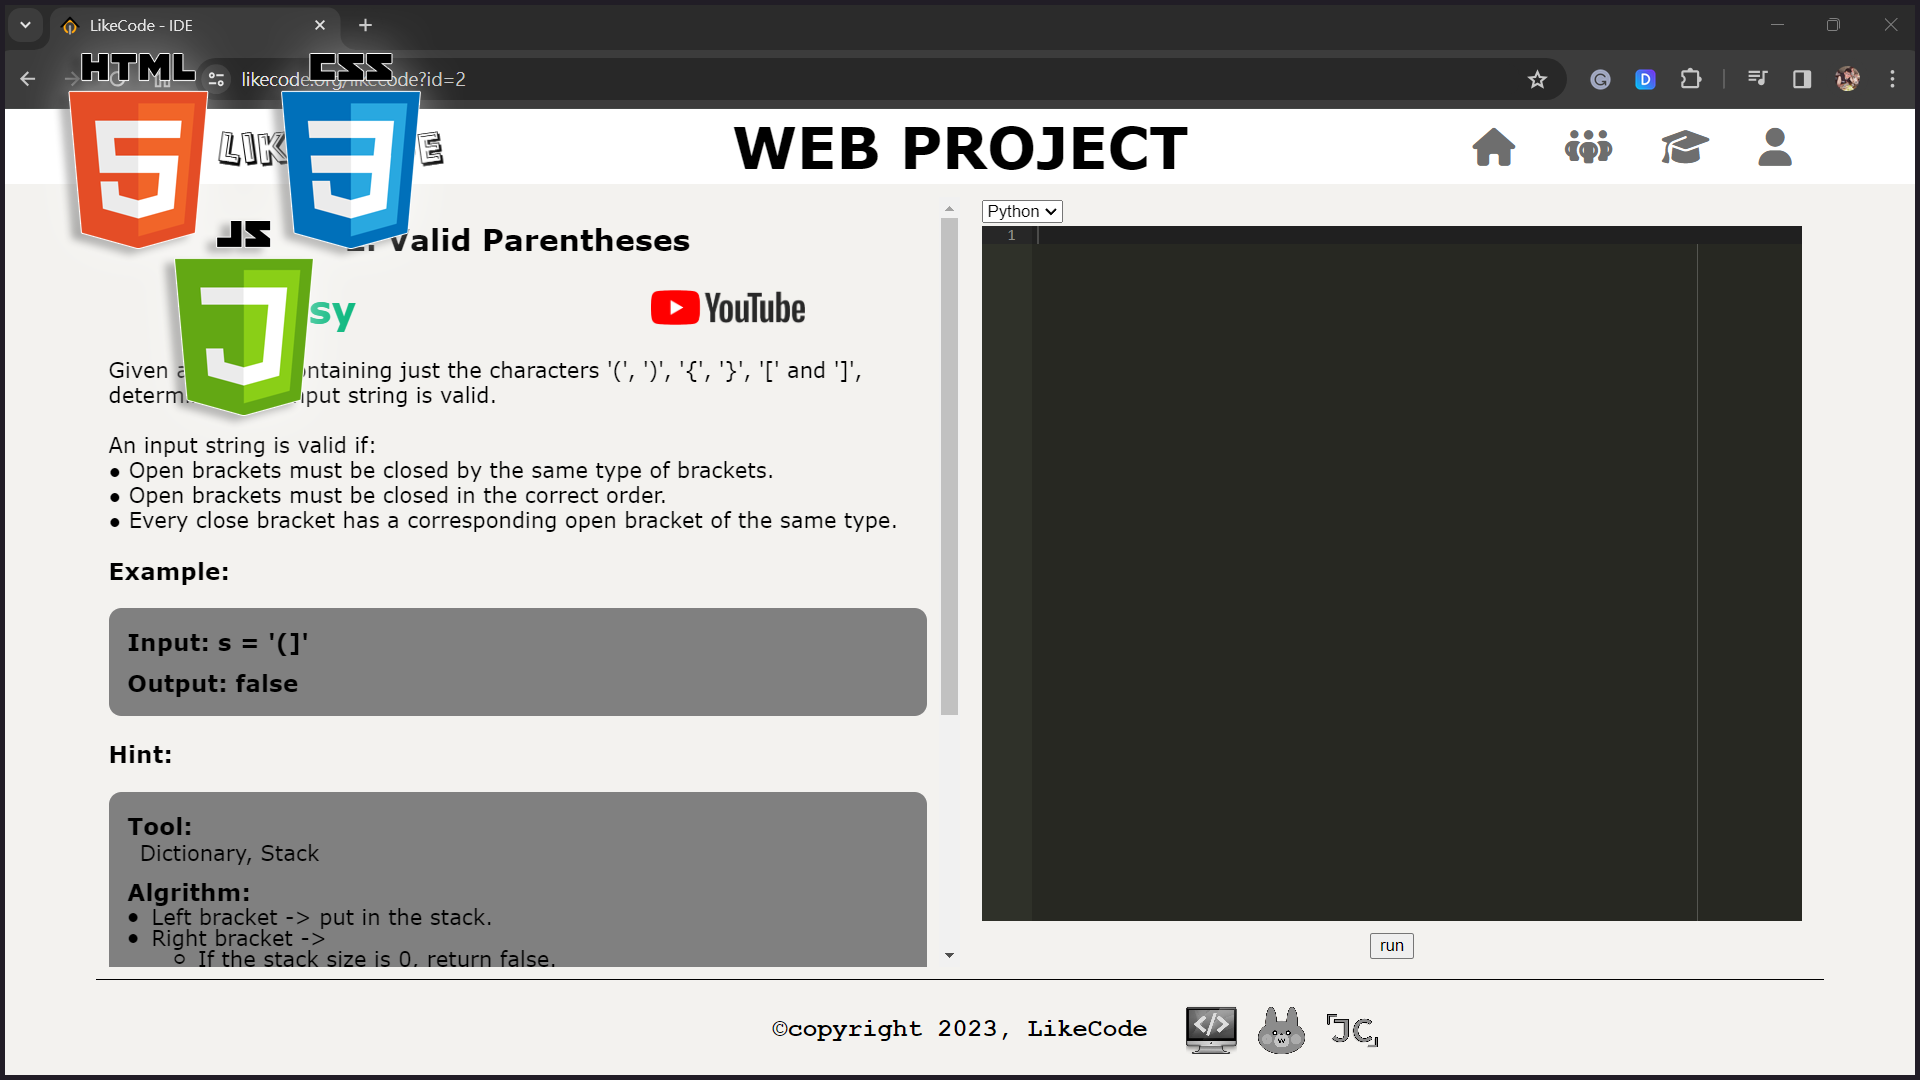 LikeCode - IDE
HTML
CSS
likecode.org/likecode?id=2
LIK E
WEB PROJECT
Python
JS
Valid Parentheses
1
sy
YouTube
Given ontaining just the characters '(', ')', '{', '}', '[' and ']',
determ nput string is valid.
An input string is valid if:
● Open brackets must be closed by the same type of brackets.
● Open brackets must be closed in the correct order.
● Every close bracket has a corresponding open bracket of the same type.
Example:
Input: s = '(]'
Output: false
Hint:
Tool:
Dictionary, Stack
Algrithm:
● Left bracket -> put in the stack.
● Right bracket ->
○ If the stack size is 0, return false.
run
©copyright 2023, LikeCode
</>
JC